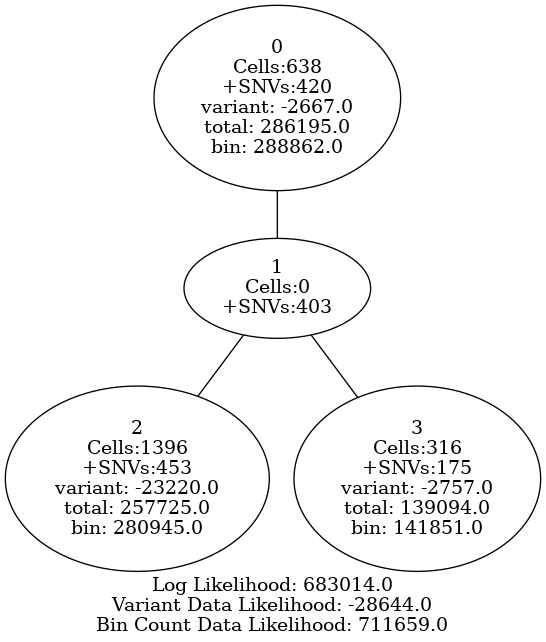 0
Cells:638
+SNVs:420
variant: -2667.0
total: 286195.0
bin: 288862.0
1
Cells:0
+SNVs:403
2
Cells:1396
+SNVs:453
variant: -23220.0
total: 257725.0
bin: 280945.0
3
Cells:316
+SNVs:175
variant: -2757.0
total: 139094.0
bin: 141851.0
Log Likelihood: 683014.0
Variant Data Likelihood: -28644.0
Bin Count Data Likelihood: 711659.0